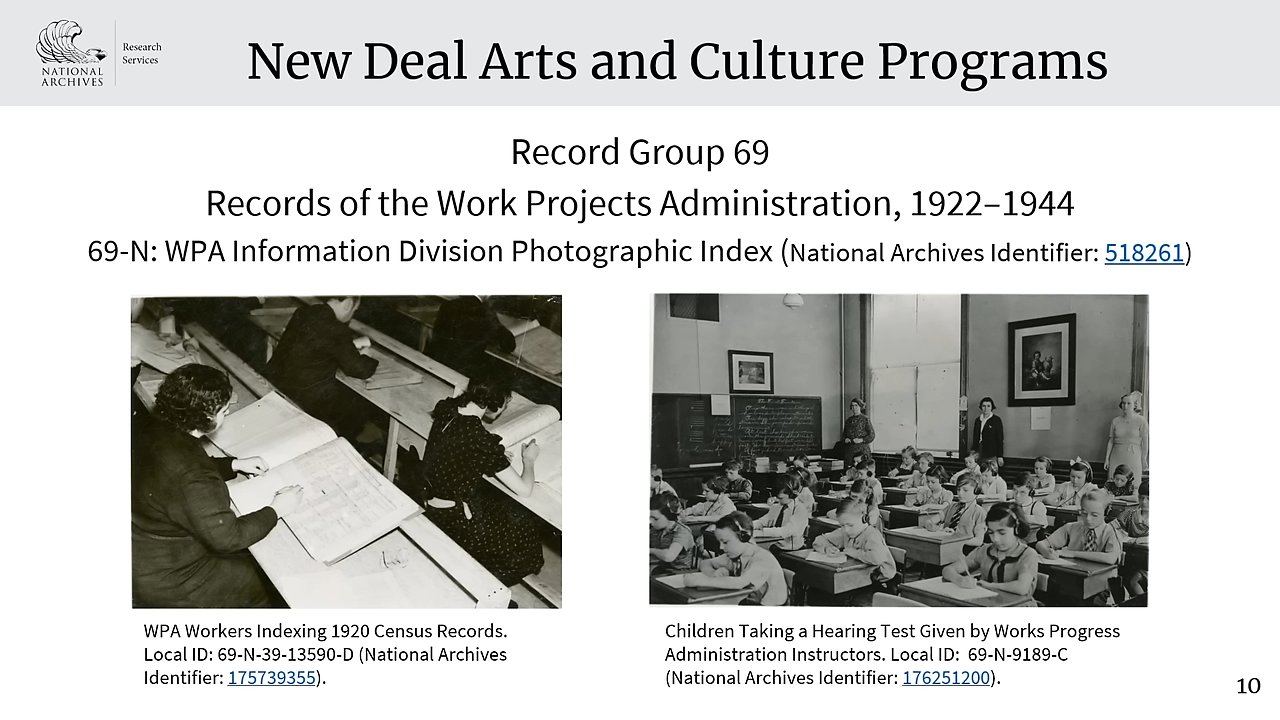 NATIONAL
ARCHIVES
Research
Services
New Deal Arts and Culture Programs
Record Group 69
Records of the Work Projects Administration, 1922–1944
69-N: WPA Information Division Photographic Index (National Archives Identifier: 518261)
WPA Workers Indexing 1920 Census Records.
Local ID: 69-N-39-13590-D (National Archives
Identifier: 175739355).
Children Taking a Hearing Test Given by Works Progress
Administration Instructors. Local ID: 69-N-9189-C
(National Archives Identifier: 176251200).
10